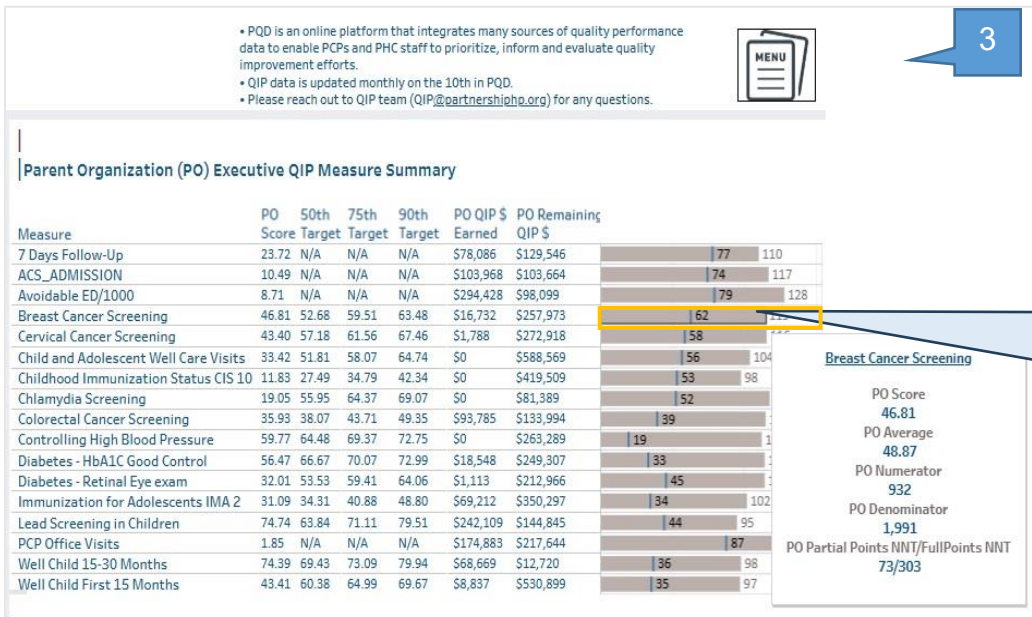 • PQD is an online platform that integrates many sources of quality performance
data to enable PCPs and PHC staff to prioritize, inform and evaluate quality
improvement efforts.
• QIP data is updated monthly on the 10th in PQD.
• Please reach out to QIP team (QIP@partnershiphp.org) for any questions.
MENU
3
Parent Organization (PO) Executive QIP Measure Summary
Measure PO Score 50th Target 75th Target 90th Target PO QIP $ Earned PO Remaining QIP $
7 Days Follow-Up 23.72 N/A N/A N/A $78,086 $129,546 77 110
ACS_ADMISSION 10.49 N/A N/A N/A $103,968 $103,664 74 117
Avoidable ED/1000 8.71 N/A N/A N/A $294,428 $98,099 79 128
Breast Cancer Screening 46.81 52.68 59.51 63.48 $16,732 $257,973 62
Cervical Cancer Screening 43.40 57.18 61.56 67.46 $1,788 $272,918 58
Child and Adolescent Well Care Visits 33.42 51.81 58.07 64.74 $0 $588,569 56 104
Childhood Immunization Status CIS 10 11.83 27.49 34.79 42.34 $0 $419,509 53 98
Chlamydia Screening 19.05 55.95 64.37 69.07 $0 $81,389 52
Colorectal Cancer Screening 35.93 38.07 43.71 49.35 $93,785 $133,994 39
Controlling High Blood Pressure 59.77 64.48 69.37 72.75 $0 $263,289 19
Diabetes - HbA1C Good Control 56.47 66.67 70.07 72.99 $18,548 $249,307 33
Diabetes - Retinal Eye exam 32.01 53.53 59.41 64.06 $1,113 $212,966 45
Immunization for Adolescents IMA 2 31.09 34.31 40.88 48.80 $69,212 $350,297 34 102
Lead Screening in Children 74.74 63.84 71.11 79.51 $242,109 $144,845 44 95
PCP Office Visits 1.85 N/A N/A N/A $174,883 $217,644 87
Well Child 15-30 Months 74.39 69.43 73.09 79.94 $68,669 $12,720 36 98
Well Child First 15 Months 43.41 60.38 64.99 69.67 $8,837 $530,899 35 97
Breast Cancer Screening
PO Score
46.81
PO Average
48.87
PO Numerator
932
PO Denominator
1,991
PO Partial Points NNT/FullPoints NNT
73/303